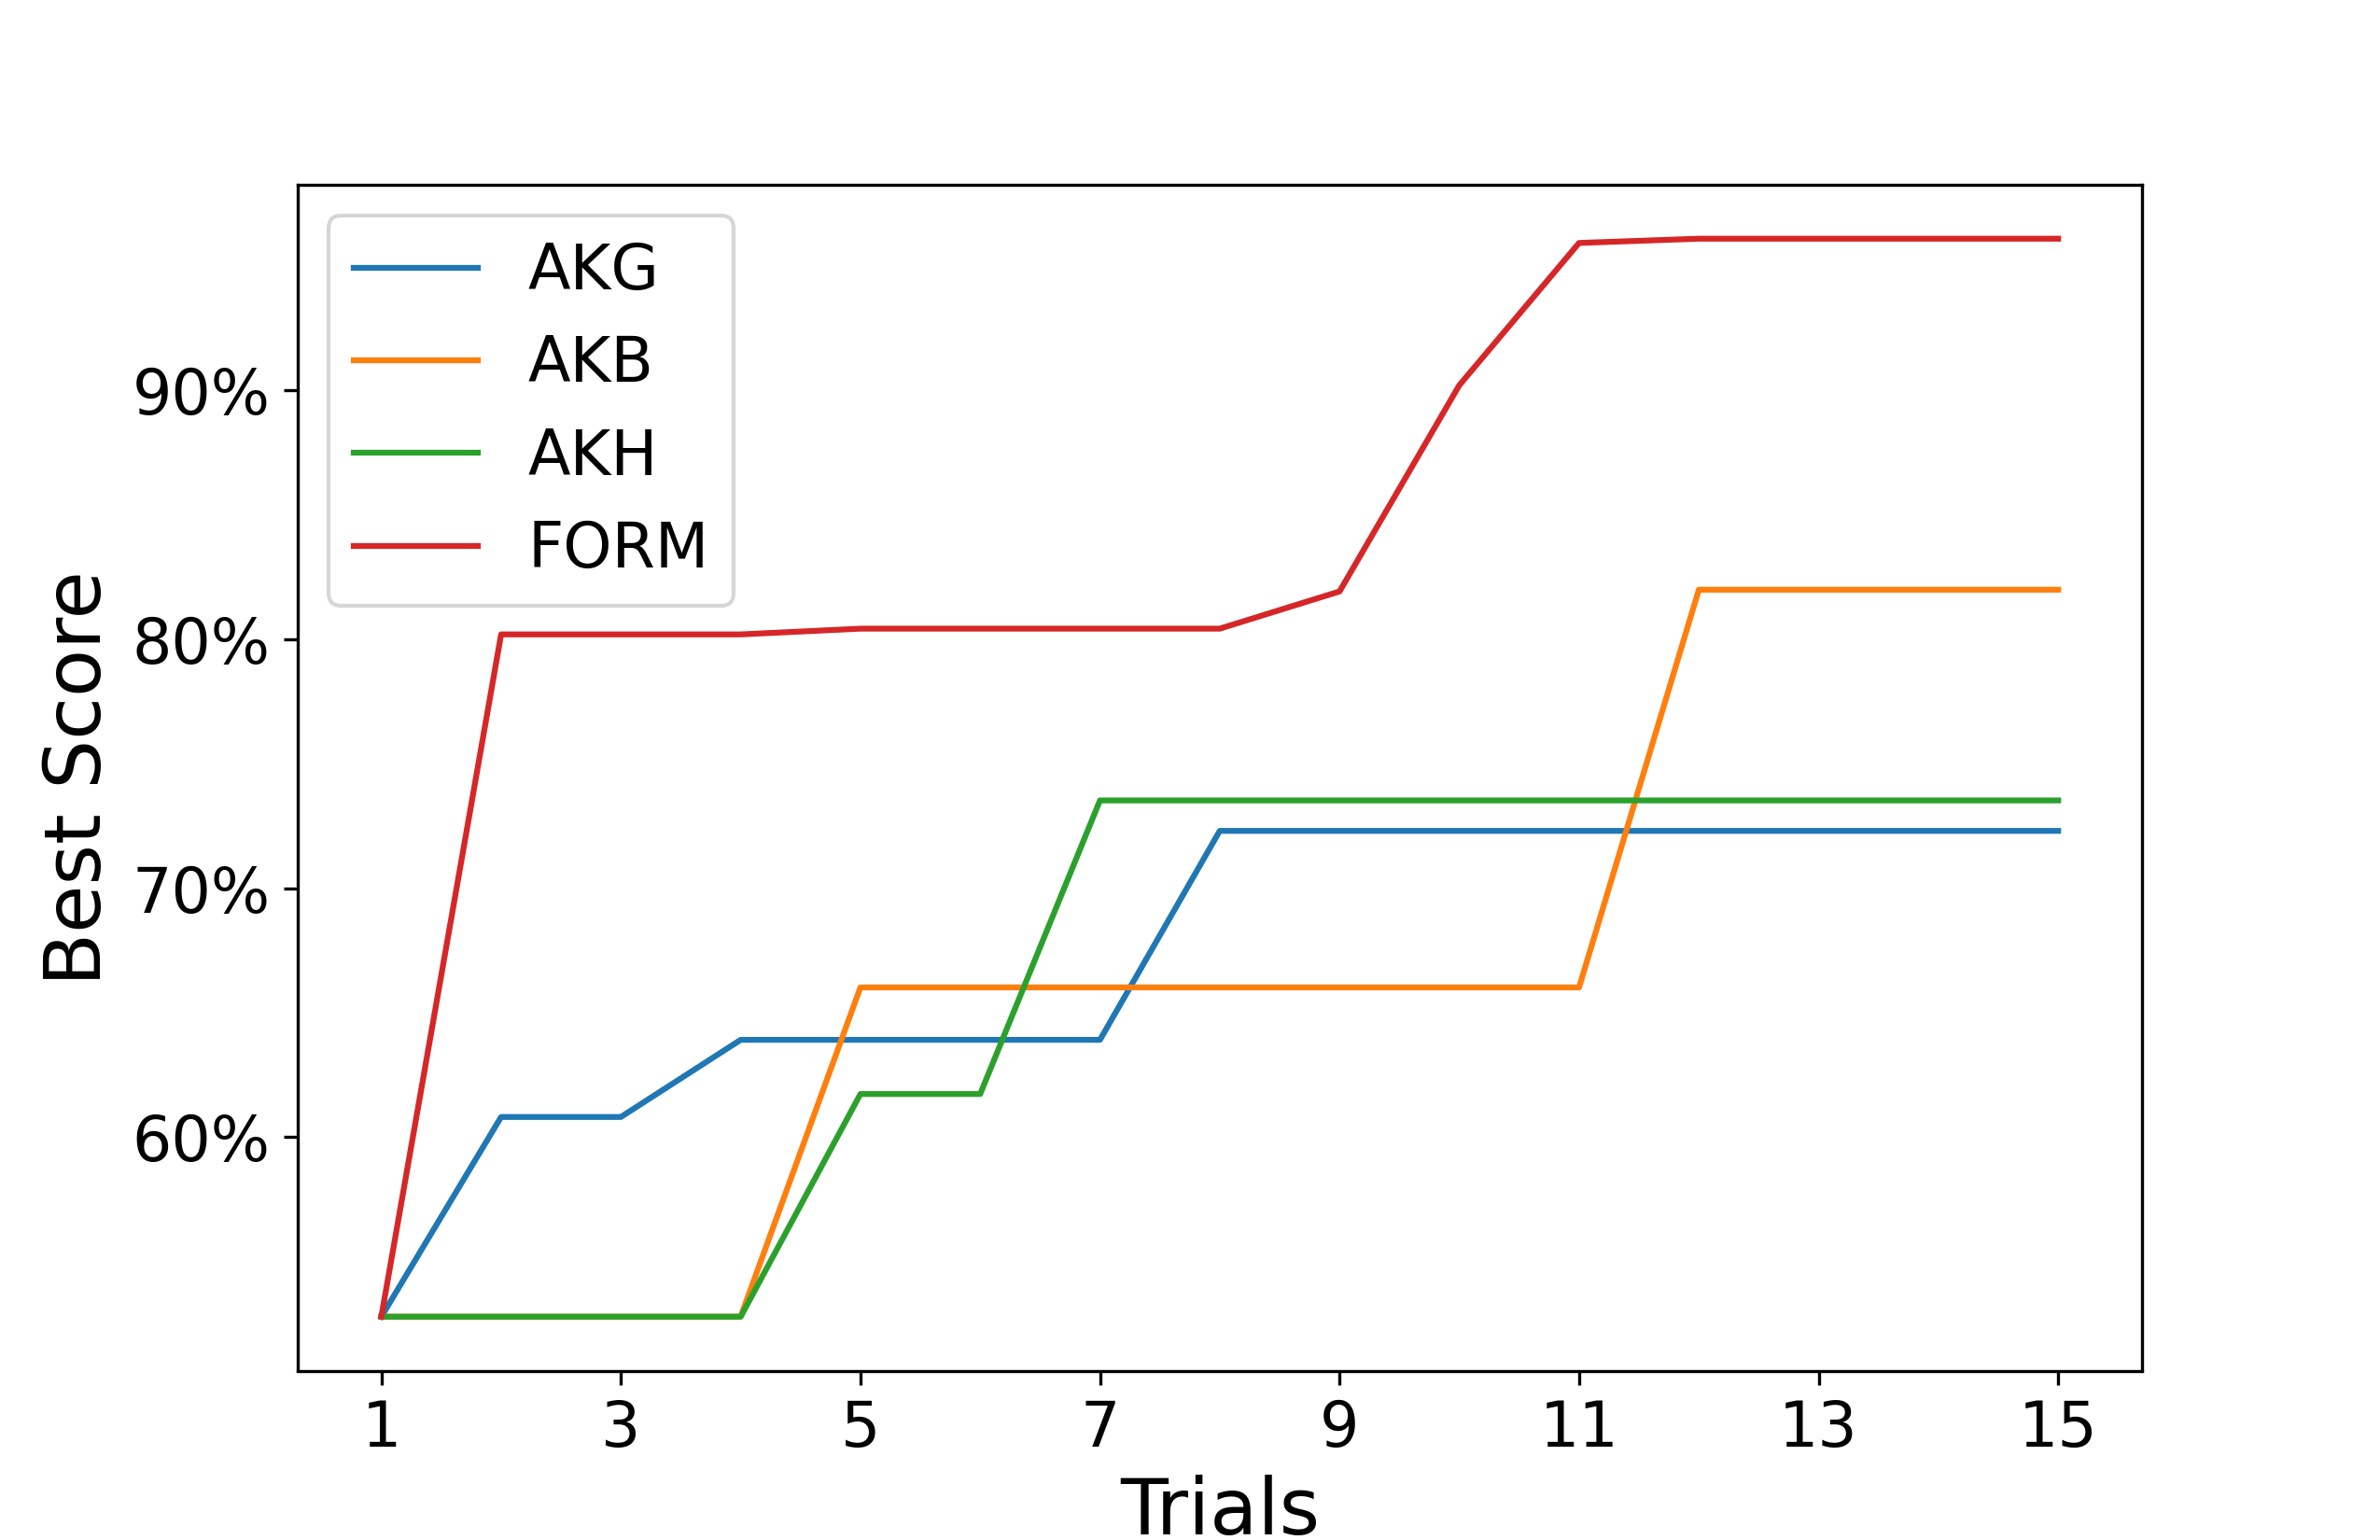 AKG
AKB
AKH
FORM
90%
80%
70%
60%
Best Score
1 3 5 7 9 11 13 15
Trials